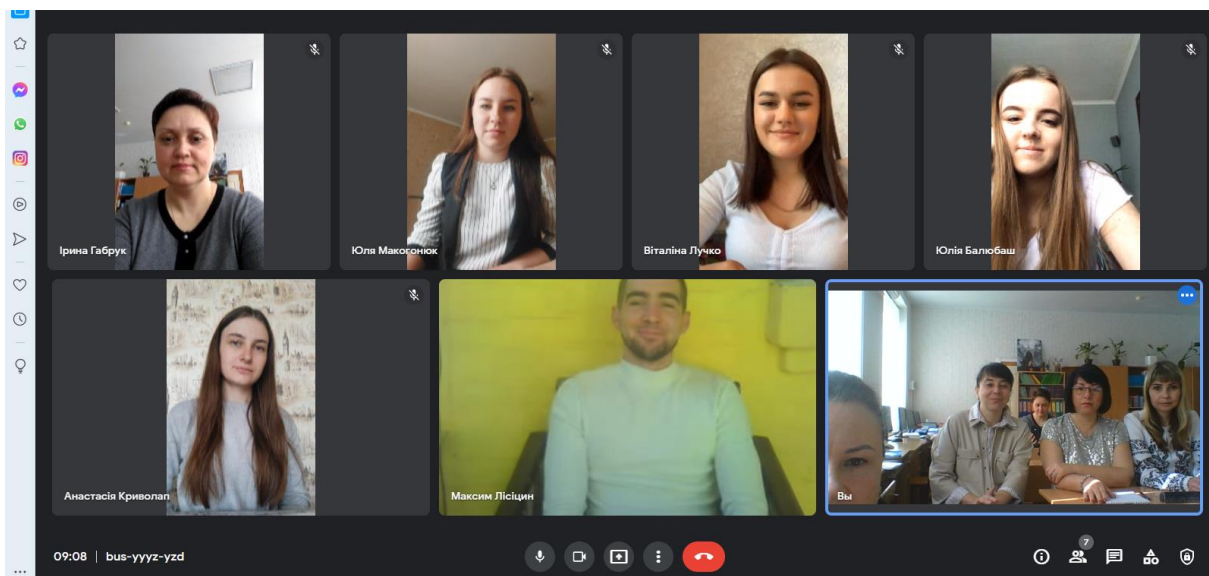 Ірина Габрук
Юля Макогонюк
Віталіна Лучко
Юлія Балюбаш
Анастасія Криволап
Максим Лісіцин
Вы
09:08 | bus-yyyz-yzd
7